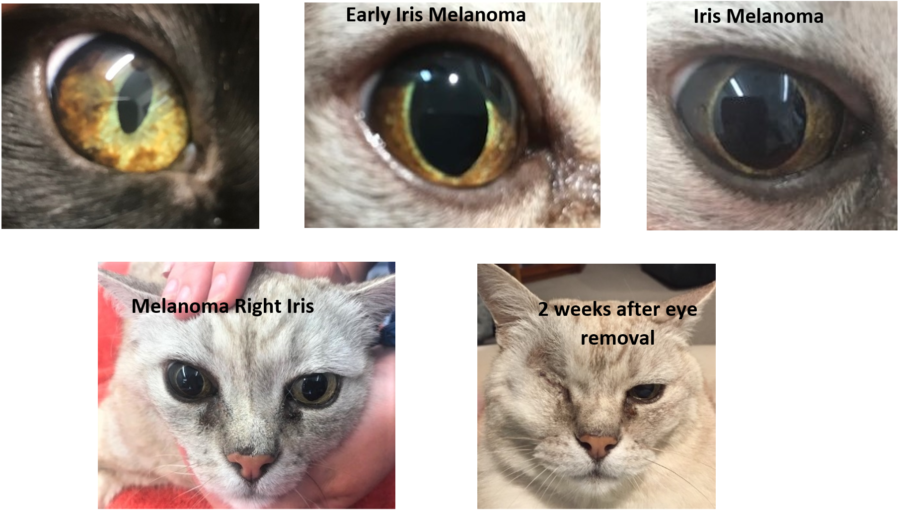 Early Iris Melanoma
Iris Melanoma
Melanoma Right Iris
2 weeks after eye
removal